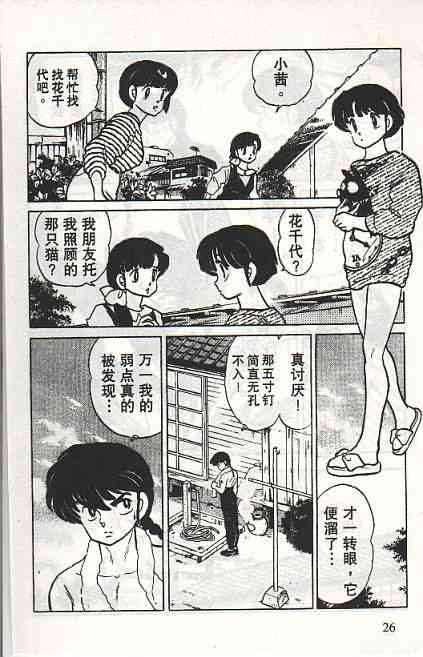 小茜。
帮忙找
找花千
代吧。
花千代?
我朋友托
我照顾的
那只猫?
才一转眼,它
便溜了…
真讨厌!
那五寸钉
简直无孔
不入!
万一我的
弱点真的
被发现…
26